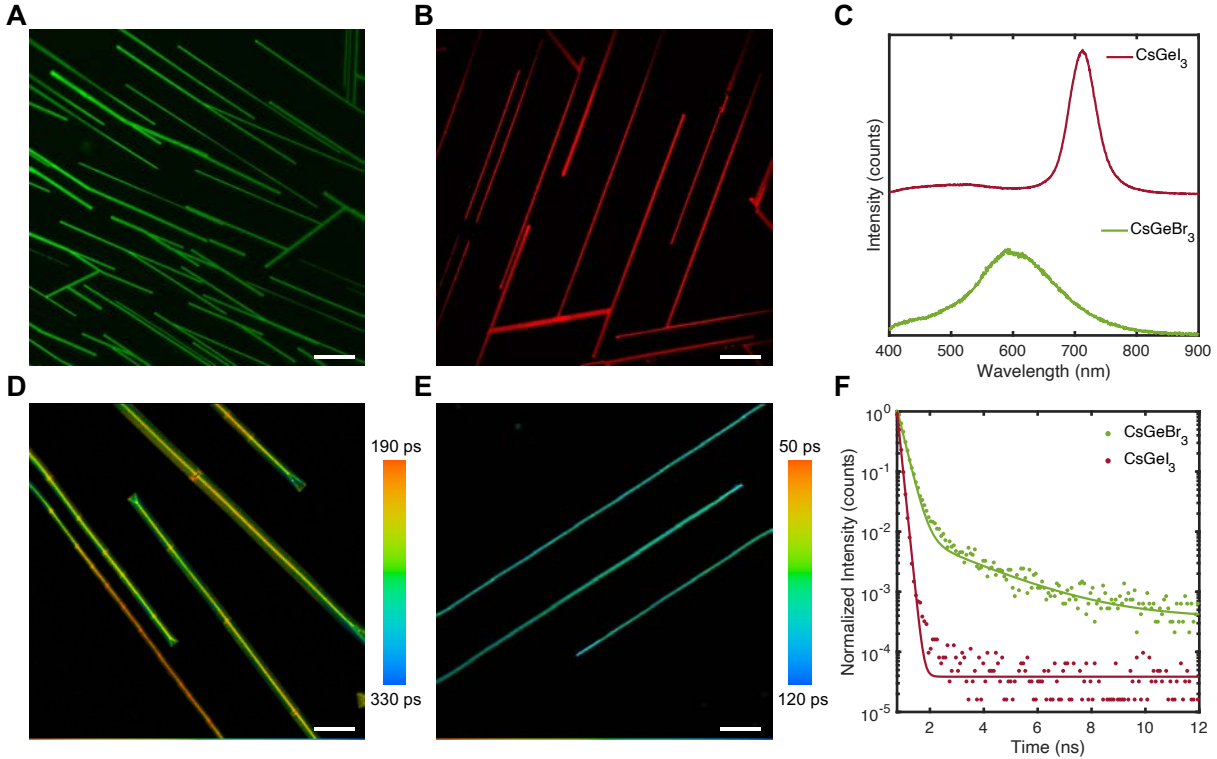 A
B
C
CsGeI3
CsGeBr3
Intensity (counts)
400 500 600 700 800 900
Wavelength (nm)
D
190 ps
330 ps
E
50 ps
120 ps
F
CsGeBr3
CsGeI3
Normalized Intensity (counts)
10^0
10^-1
10^-2
10^-3
10^-4
10^-5
2 4 6 8 10 12
Time (ns)